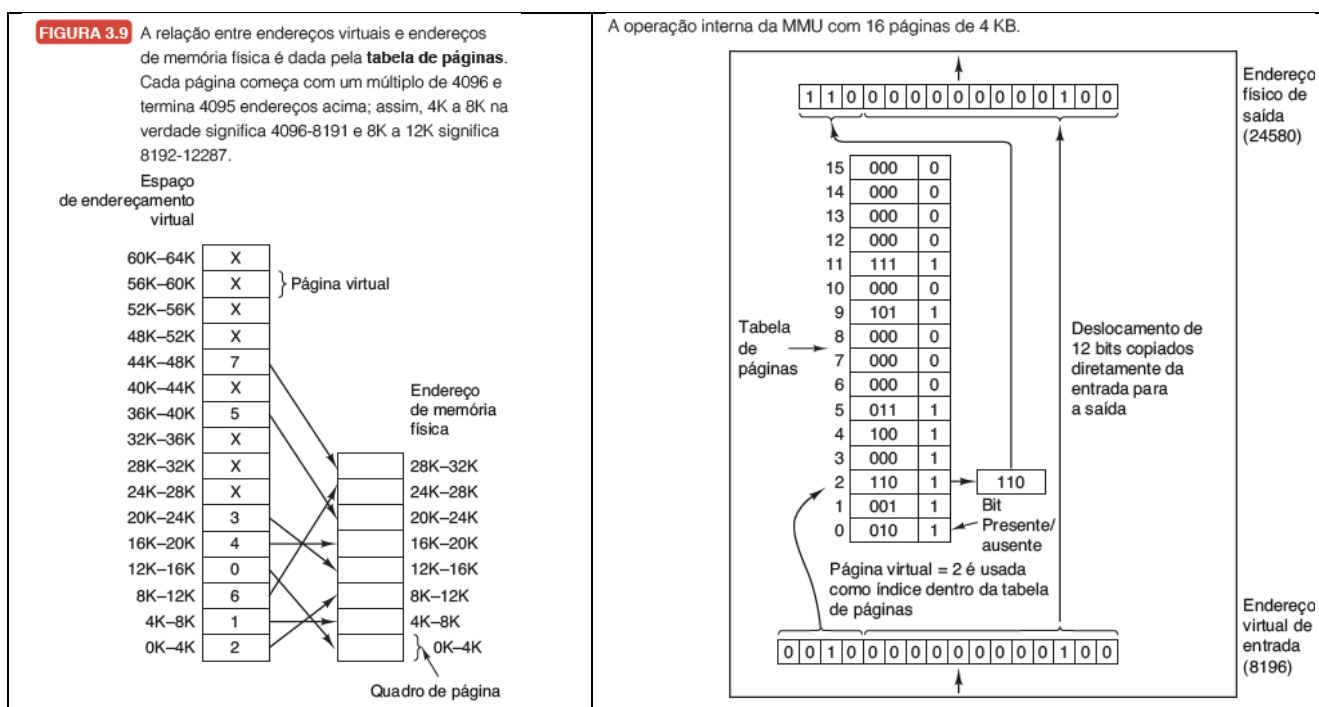 FIGURA 3.9 A relação entre endereços virtuais e endereços
de memória física é dada pela tabela de páginas.
Cada página começa com um múltiplo de 4096 e
termina 4095 endereços acima; assim, 4K a 8K na
verdade significa 4096-8191 e 8K a 12K significa
8192-12287.
Espaço
de endereçamento
virtual
60K–64K X
56K–60K X Página virtual
52K–56K X
48K–52K X
44K–48K 7
40K–44K X
36K–40K 5
32K–36K X
28K–32K X
24K–28K X
20K–24K 3
16K–20K 4
12K–16K 0
8K–12K 6
4K–8K 1
0K–4K 2
Endereço
de memória
física
28K–32K
24K–28K
20K–24K
16K–20K
12K–16K
8K–12K
4K–8K
0K–4K
Quadro de página
A operação interna da MMU com 16 páginas de 4 KB.
1 1 0 0 0 0 0 0 0 0 0 0 1 0 0
Endereço
físico de
saída
(24580)
15 000 0
14 000 0
13 000 0
12 000 0
11 111 1
10 000 0
9 101 1
8 000 0
7 000 0
6 000 0
5 011 1
4 100 1
3 000 1
2 110 1 110
1 001 1
0 010 1
Tabela
de
páginas
Bit
Presente/
ausente
Deslocamento de
12 bits copiados
diretamente da
entrada para
a saída
Página virtual = 2 é usada
como índice dentro da tabela
de páginas
0 0 1 0 0 0 0 0 0 0 0 0 0 1 0 0
Endereço
virtual de
entrada
(8196)